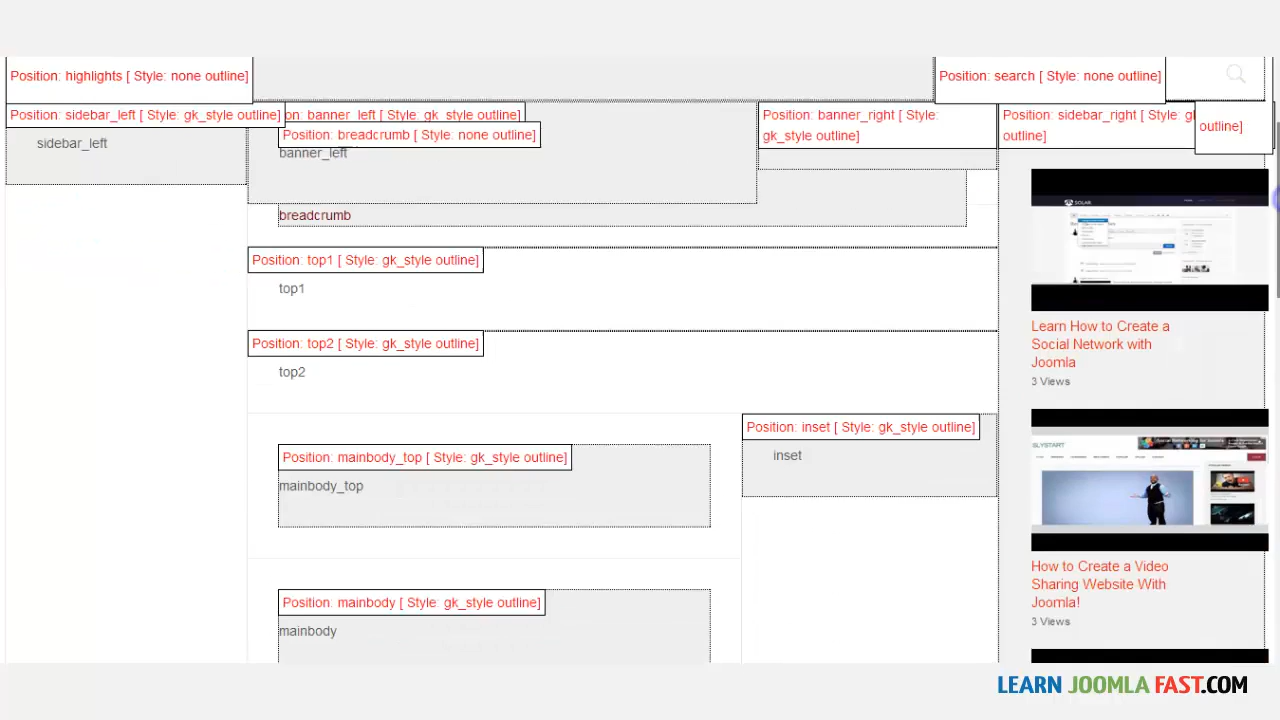 Position: highlights [ Style: none outline]
Position: search [ Style: none outline]
Position: sidebar_left [ Style: gk_style outline]
on: banner_left [ Style: gk_style outline]
Position: breadcrumb [ Style: none outline]
Position: banner_right [ Style:
gk_style outline]
Position: sidebar_right [ Style:
outline]
outline]
sidebar_left
banner_left
breadcrumb
Position: top1 [ Style: gk_style outline]
top1
Position: top2 [ Style: gk_style outline]
top2
Position: inset [ Style: gk_style outline]
inset
Position: mainbody_top [ Style: gk_style outline]
mainbody_top
Position: mainbody [ Style: gk_style outline]
mainbody
SOLAR
Learn How to Create a
Social Network with
Joomla
3 Views
How to Create a Video
Sharing Website With
Joomla!
3 Views
LEARN JOOMLA FAST.COM